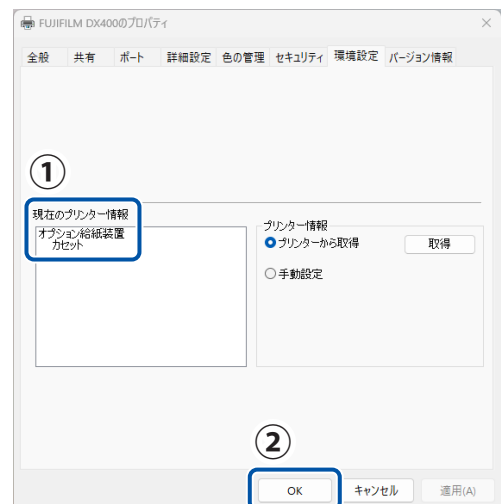 FUJIFILM DX400のプロパティ
全般 共有 ポート 詳細設定 色の管理 セキュリティ 環境設定 バージョン情報
①
現在のプリンター情報
オプション給紙装置
カセット
プリンター情報
プリンターから取得 取得
手動設定
②
OK キャンセル 適用(A)